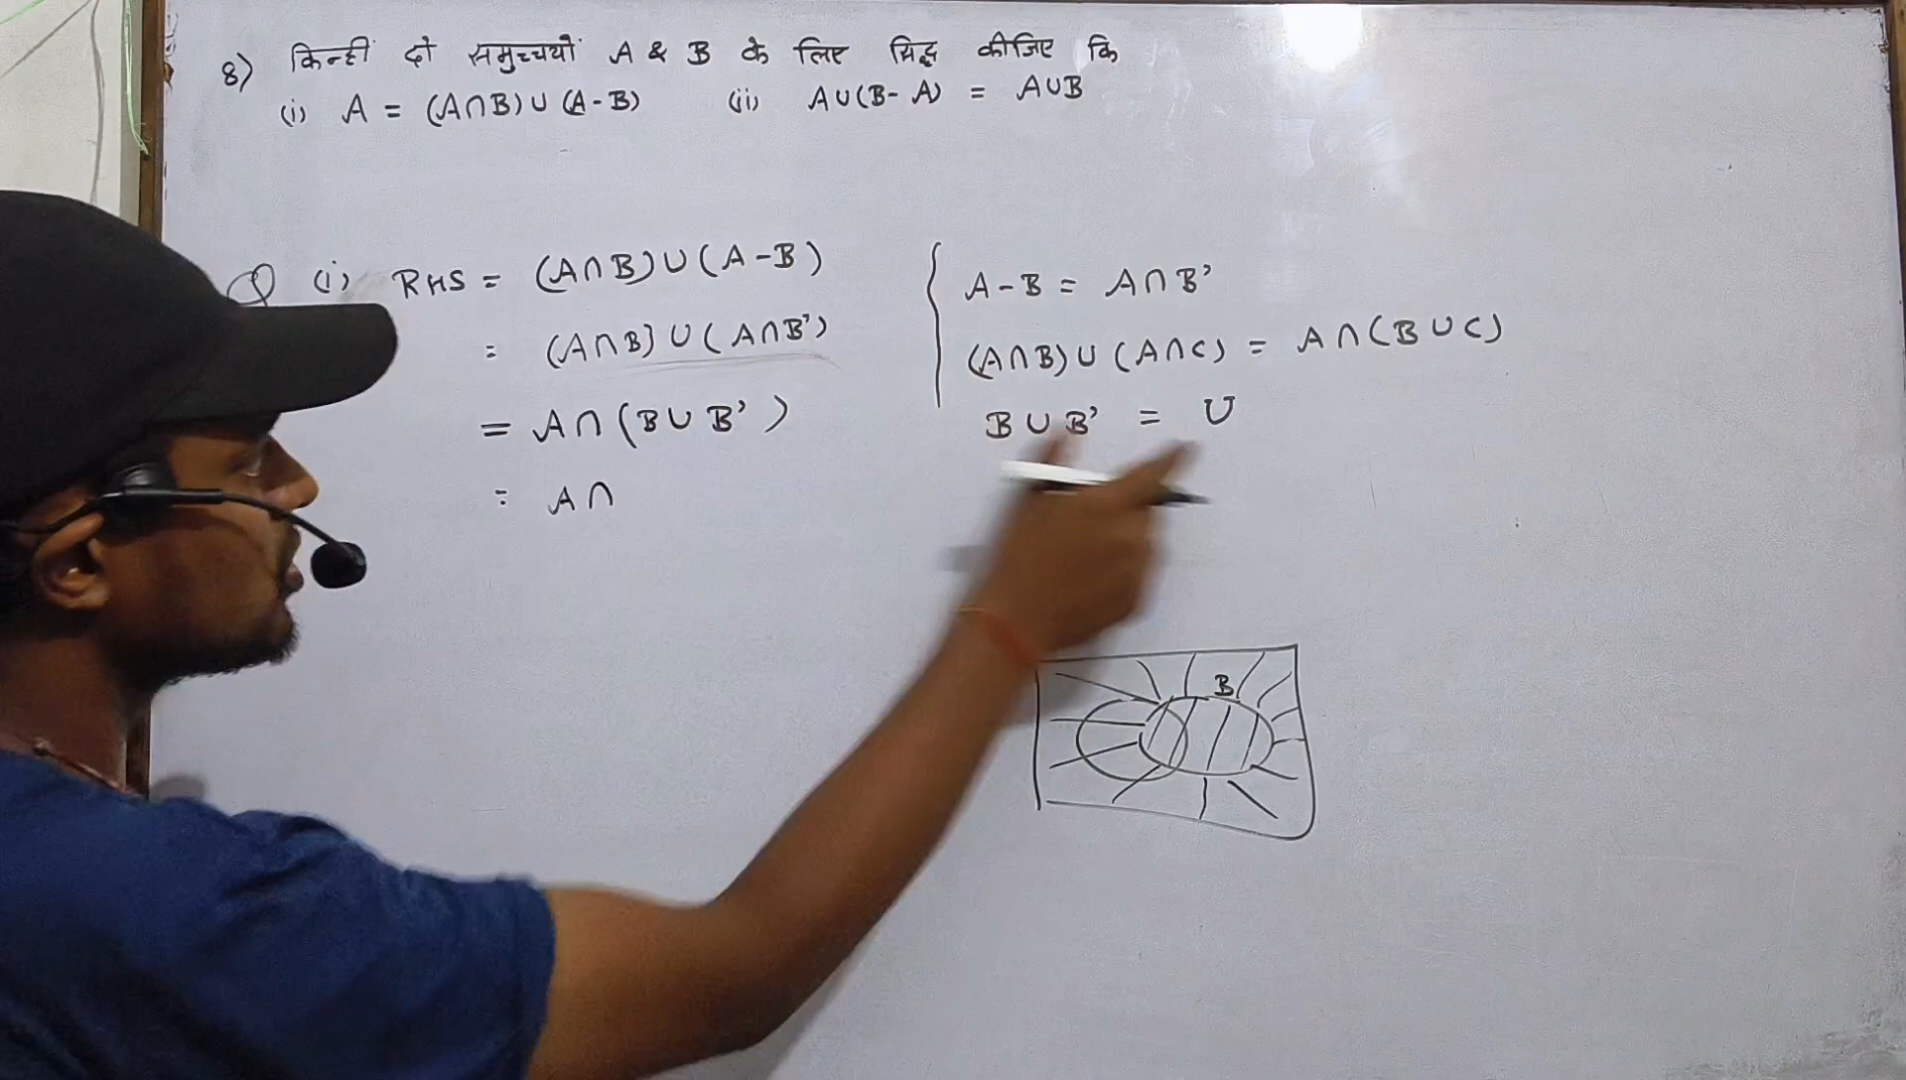 8) किन्हीं दो समुच्चयों A & B के लिए सिद्ध कीजिए कि
(i) A = (A∩B)∪(A-B) (ii) A∪(B-A) = A∪B
(i) RHS = (A∩B)∪(A-B)
= (A∩B)∪(A∩B')
= A∩(B∪B')
= A∩
A-B = A∩B'
(A∩B)∪(A∩C) = A∩(B∪C)
B∪B' = U
B